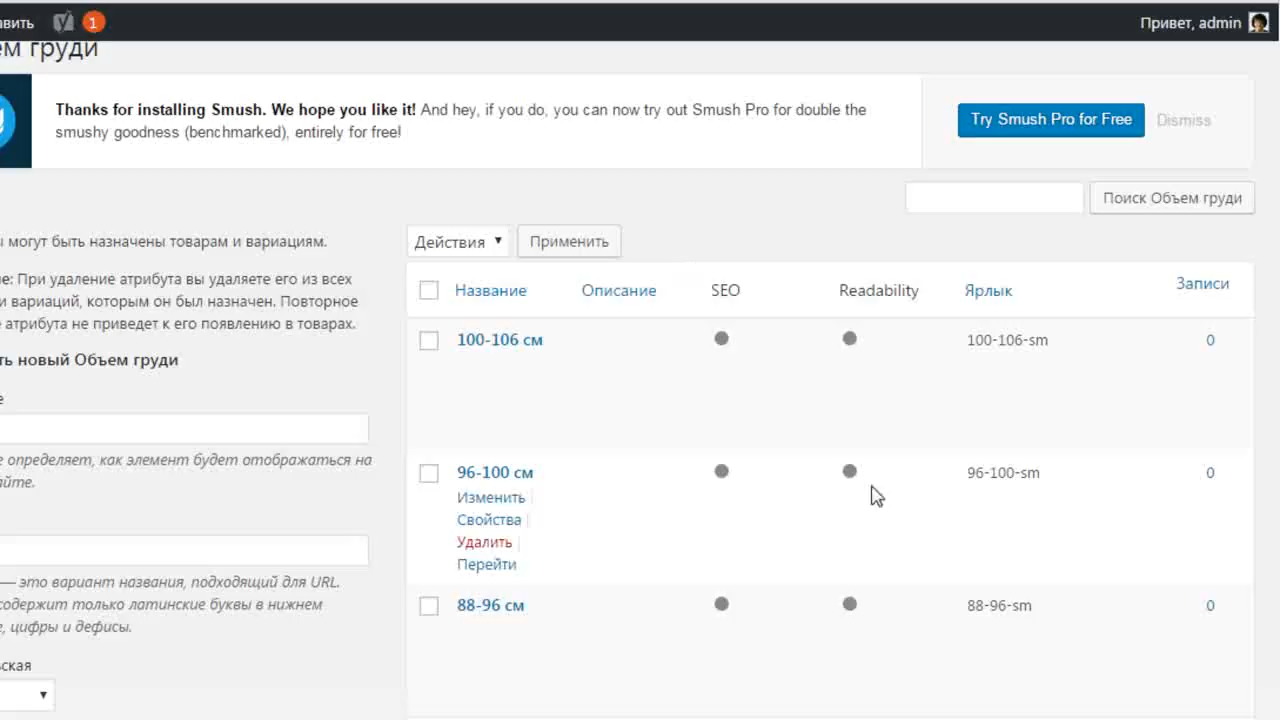 вить 1 Привет, admin
ем груди
Thanks for installing Smush. We hope you like it! And hey, if you do, you can now try out Smush Pro for double the
smushy goodness (benchmarked), entirely for free!
Try Smush Pro for Free Dismiss
Поиск Объем груди
ы могут быть назначены товарам и вариациям.
е: При удаление атрибута вы удаляете его из всех
и вариаций, которым он был назначен. Повторное
е атрибута не приведет к его появлению в товарах.
ть новый Объем груди
е
е определяет, как элемент будет отображаться на
йте.
— это вариант названия, подходящий для URL.
содержит только латинские буквы в нижнем
е, цифры и дефисы.
ская
Действия Применить
Название Описание SEO Readability Ярлык Записи
100-106 см 100-106-sm 0
96-100 см 96-100-sm 0
Изменить |
Свойства |
Удалить |
Перейти
88-96 см 88-96-sm 0